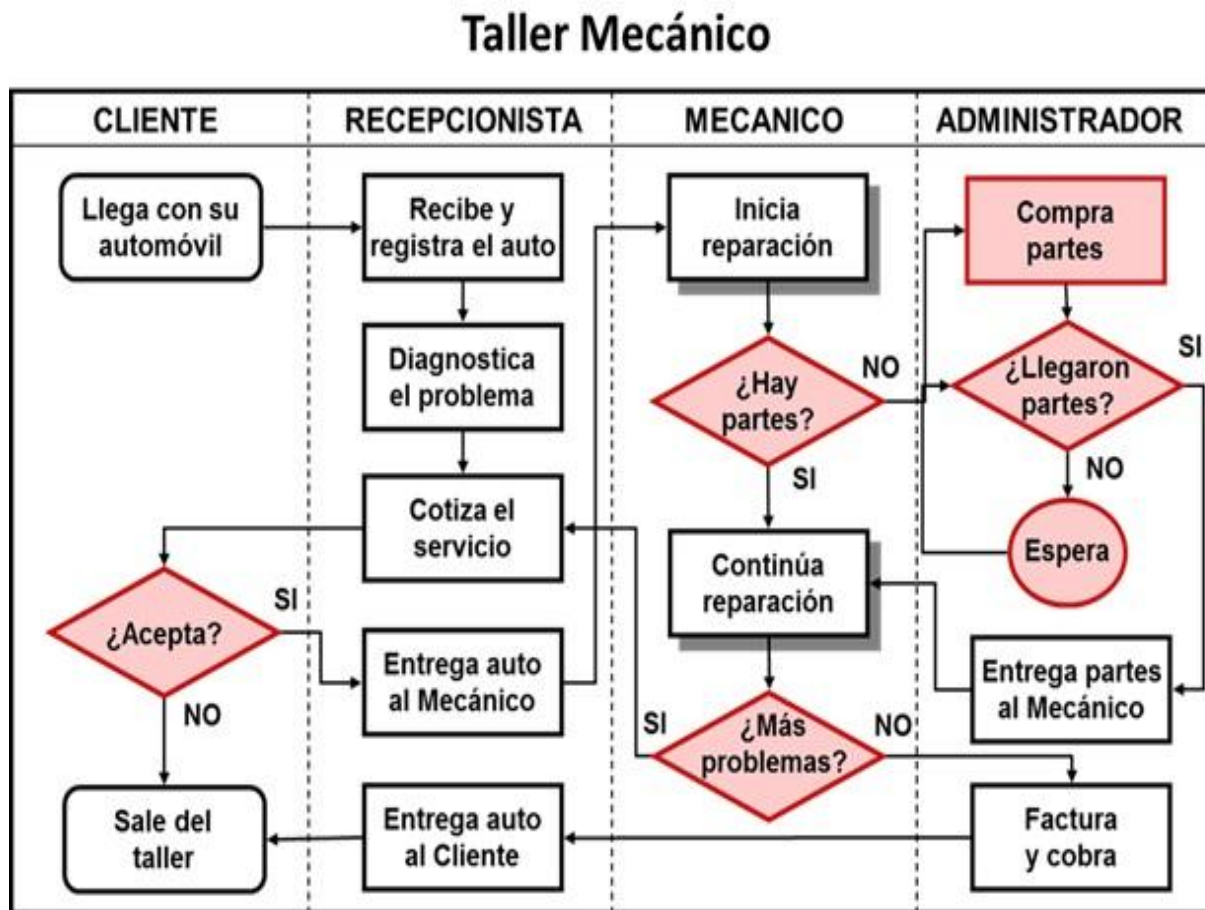 Taller Mecánico
CLIENTE
RECEPCIONISTA
MECANICO
ADMINISTRADOR
Llega con su
automóvil
Recibe y
registra el auto
Inicia
reparación
Compra
partes
Diagnostica
el problema
¿Hay
partes?
NO
SI
¿Llegaron
partes?
SI
NO
Cotiza el
servicio
Continúa
reparación
Espera
¿Acepta?
SI
NO
Entrega auto
al Mecánico
SI
¿Más
problemas?
NO
Entrega partes
al Mecánico
Sale del
taller
Entrega auto
al Cliente
Factura
y cobra